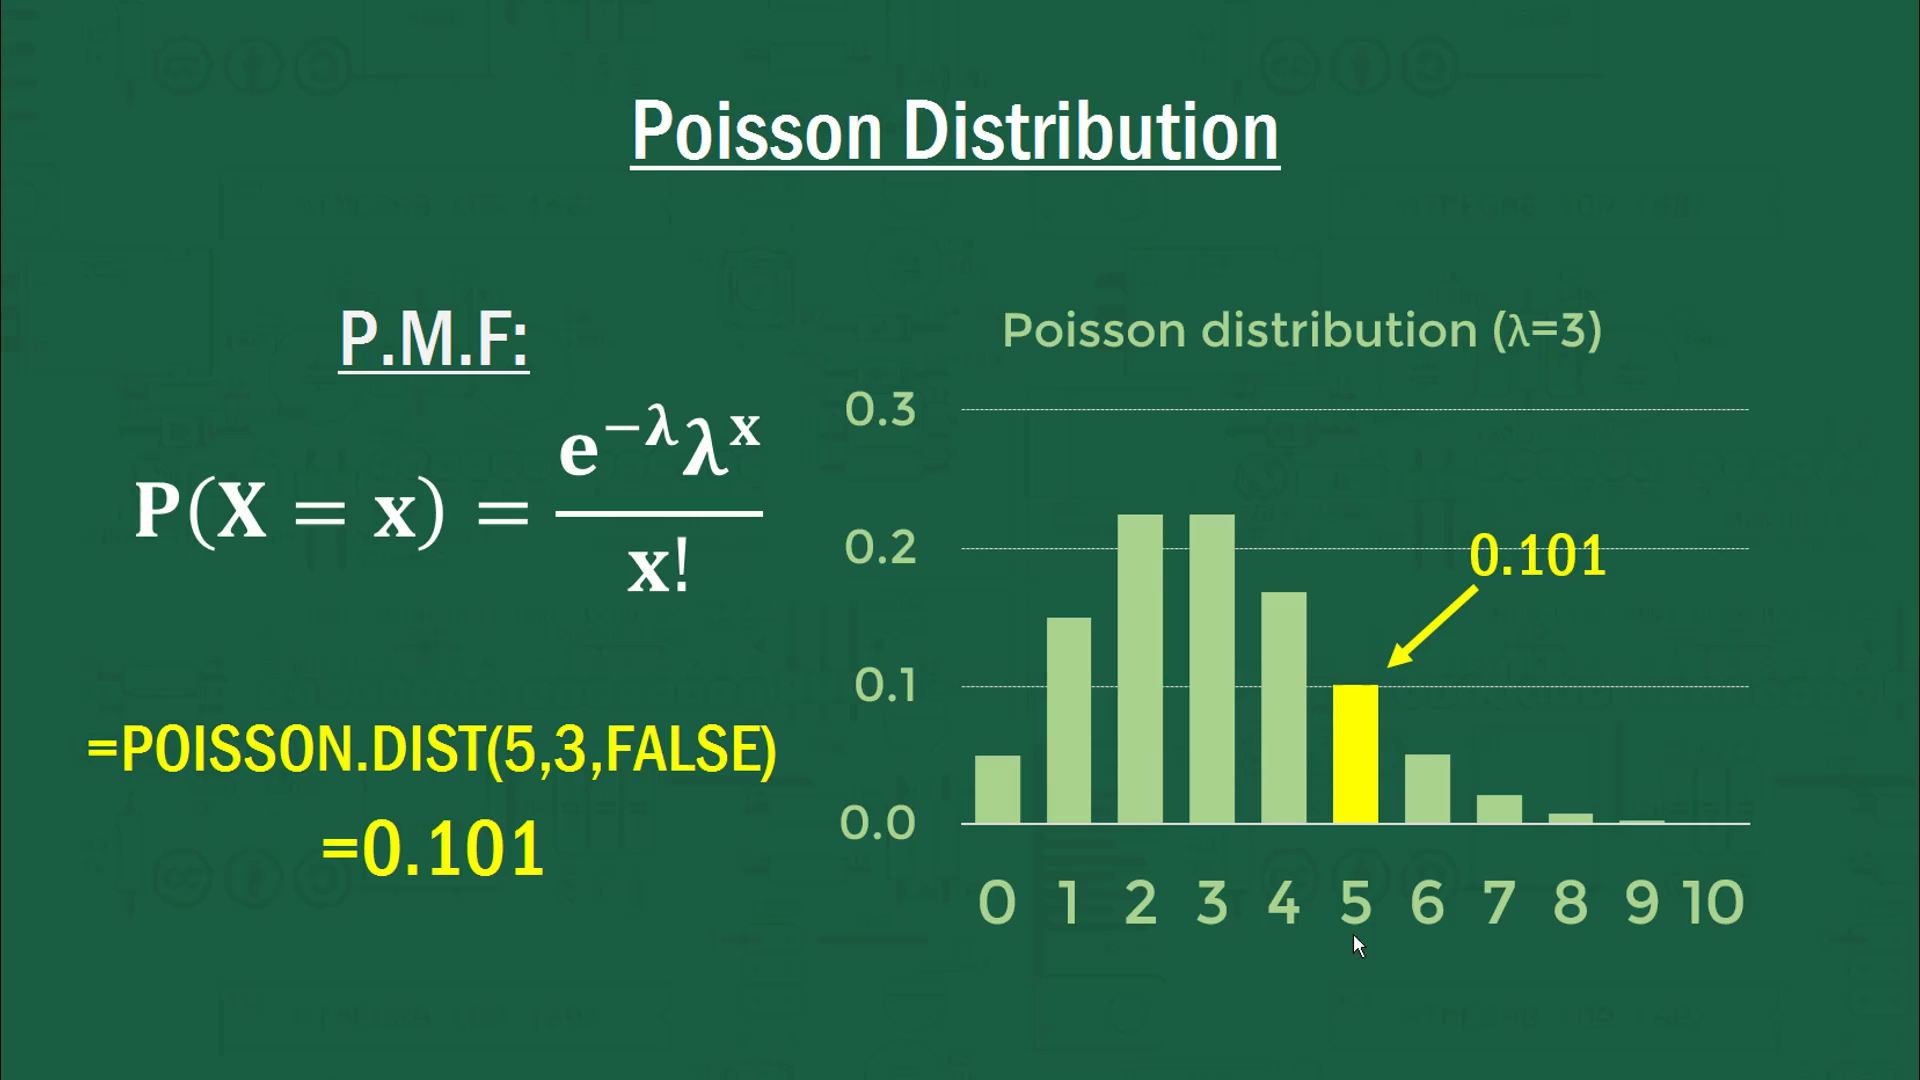 Poisson Distribution
P.M.F:
P(X = x) = e^−λ λ^x / x!
=POISSON.DIST(5,3,FALSE)
=0.101
Poisson distribution (λ=3)
0.3
0.2
0.1
0.0
0.101
0 1 2 3 4 5 6 7 8 9 10